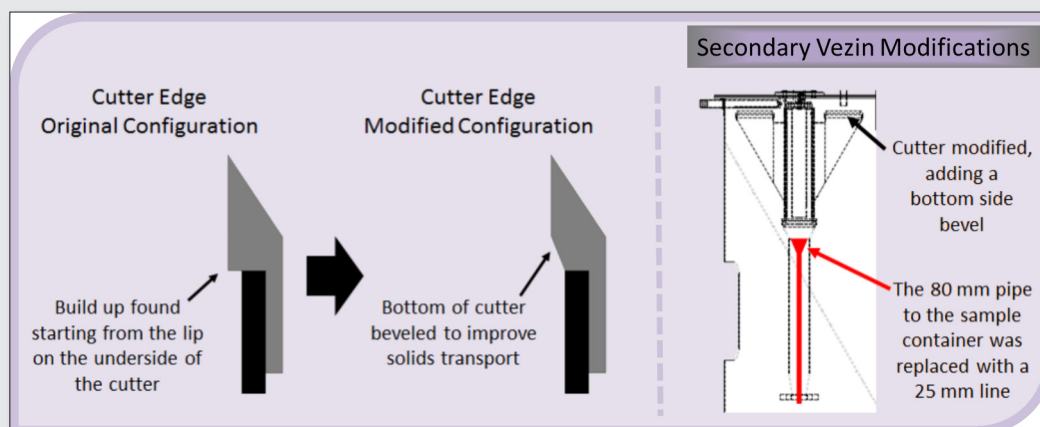 Secondary Vezin Modifications
Cutter Edge
Original Configuration
Cutter Edge
Modified Configuration
Build up found
starting from the lip
on the underside of
the cutter
Bottom of cutter
beveled to improve
solids transport
Cutter modified,
adding a
bottom side
bevel
The 80 mm pipe
to the sample
container was
replaced with a
25 mm line